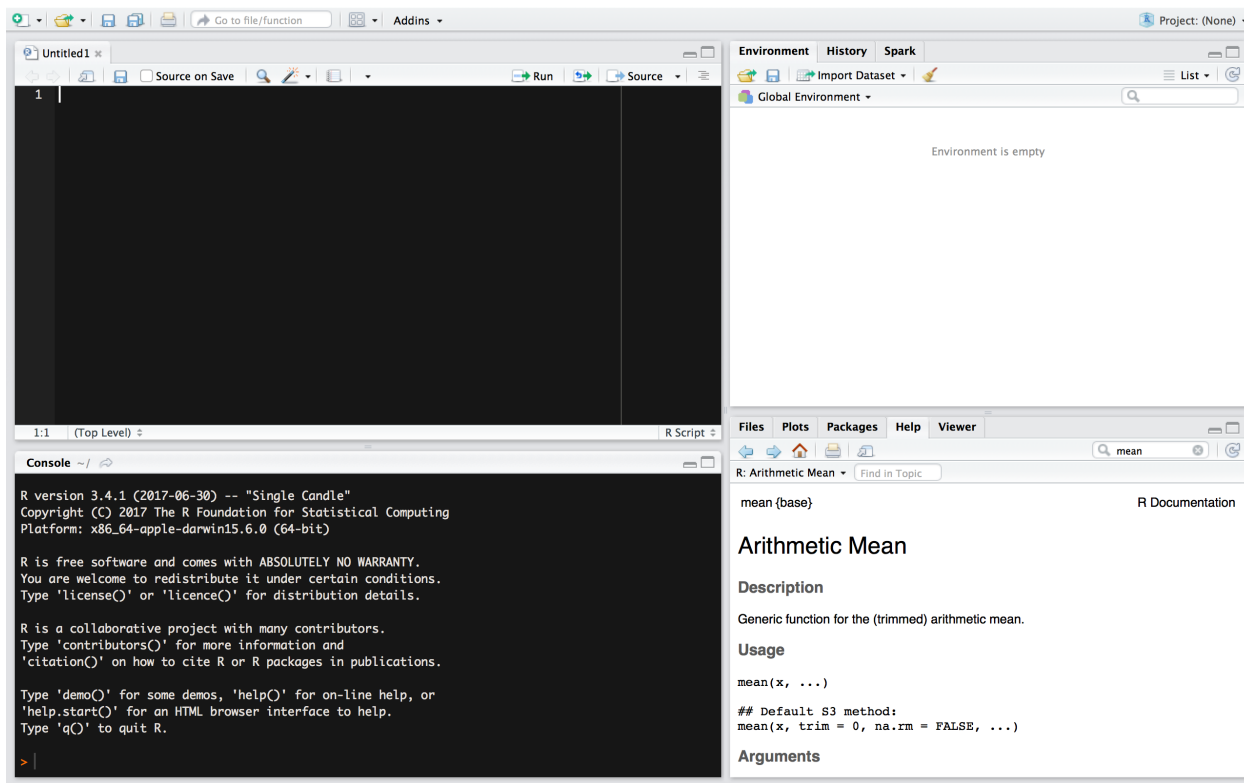 Go to file/function
Addins
Project: (None)
Untitled1
Source on Save
Run
Source
1
1:1 (Top Level)
R Script
Console ~/
R version 3.4.1 (2017-06-30) -- "Single Candle"
Copyright (C) 2017 The R Foundation for Statistical Computing
Platform: x86_64-apple-darwin15.6.0 (64-bit)
R is free software and comes with ABSOLUTELY NO WARRANTY.
You are welcome to redistribute it under certain conditions.
Type 'license()' or 'licence()' for distribution details.
R is a collaborative project with many contributors.
Type 'contributors()' for more information and
'citation()' on how to cite R or R packages in publications.
Type 'demo()' for some demos, 'help()' for on-line help, or
'help.start()' for an HTML browser interface to help.
Type 'q()' to quit R.
>
Environment History Spark
Import Dataset
List
Global Environment
Environment is empty
Files Plots Packages Help Viewer
mean
R: Arithmetic Mean
Find in Topic
mean {base}
R Documentation
Arithmetic Mean
Description
Generic function for the (trimmed) arithmetic mean.
Usage
mean(x, ...)
## Default S3 method:
mean(x, trim = 0, na.rm = FALSE, ...)
Arguments